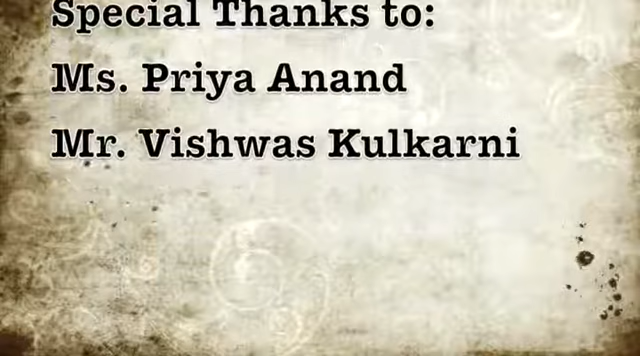 Special Thanks to:
Ms. Priya Anand
Mr. Vishwas Kulkarni